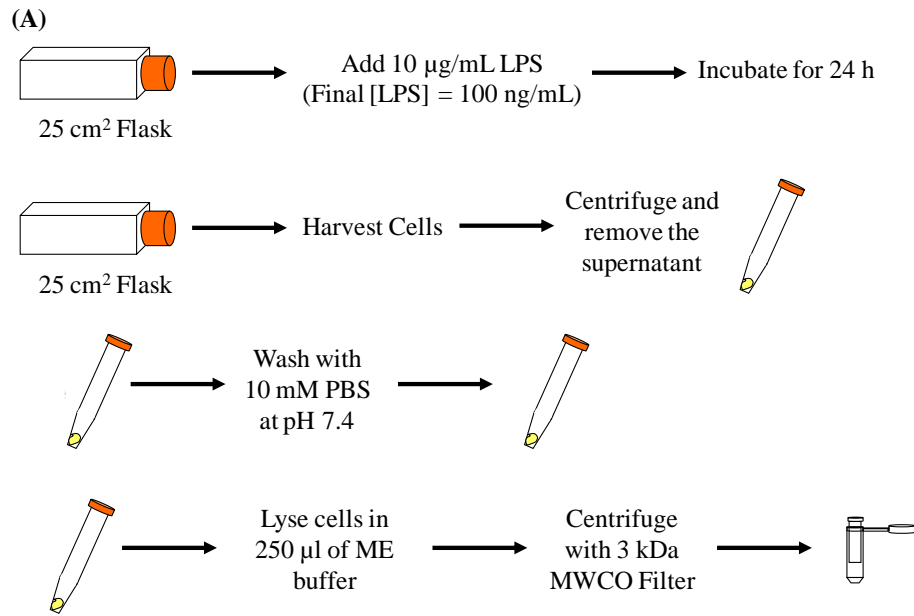 (A)
25 cm² Flask
Add 10 µg/mL LPS
(Final [LPS] = 100 ng/mL)
Incubate for 24 h
25 cm² Flask
Harvest Cells
Centrifuge and
remove the
supernatant
Wash with
10 mM PBS
at pH 7.4
Lyse cells in
250 µl of ME
buffer
Centrifuge
with 3 kDa
MWCO Filter